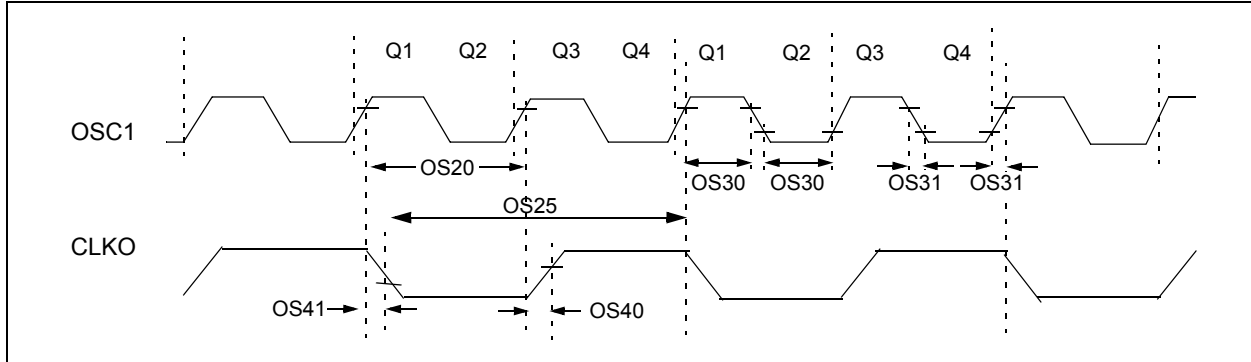 Q1 Q2 Q3 Q4 Q1 Q2 Q3 Q4
OSC1
OS20
OS30 OS30 OS31 OS31
OS25
CLKO
OS41 OS40